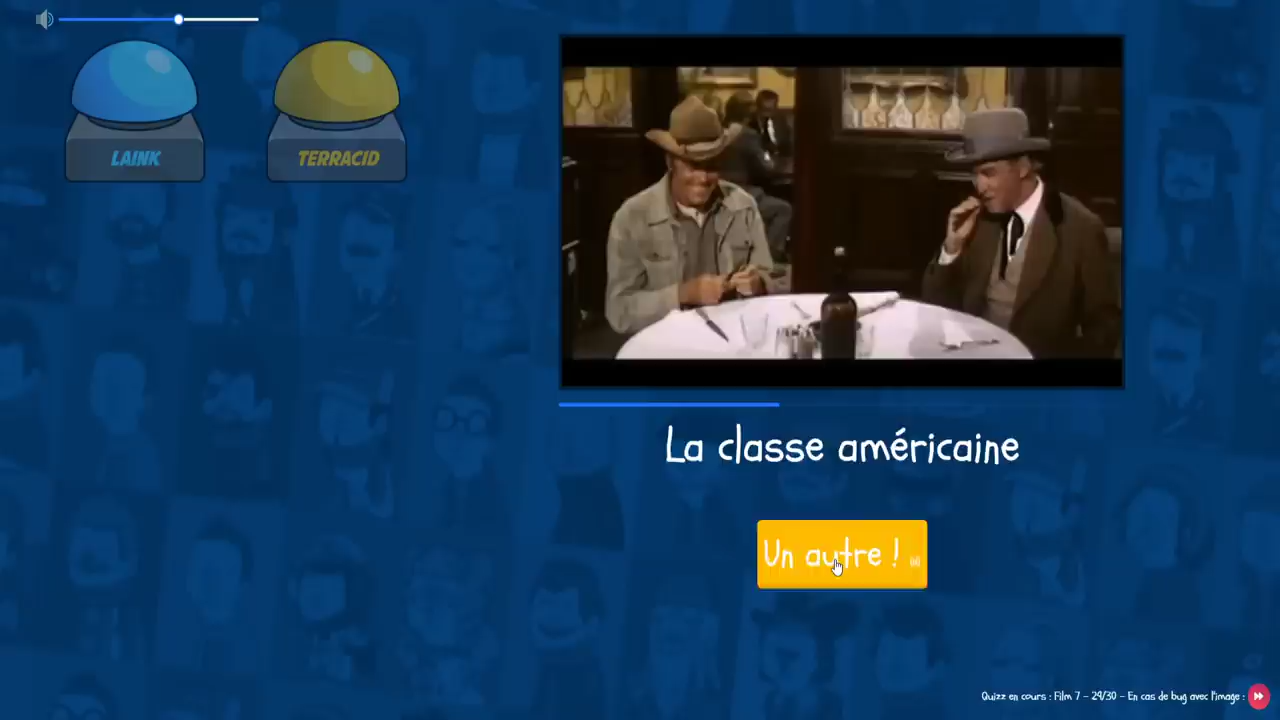 LAINK
TERRACID
La classe américaine
Un autre !
Quizz en cours : Film 7 - 29/30 - En cas de bug avec l'image :